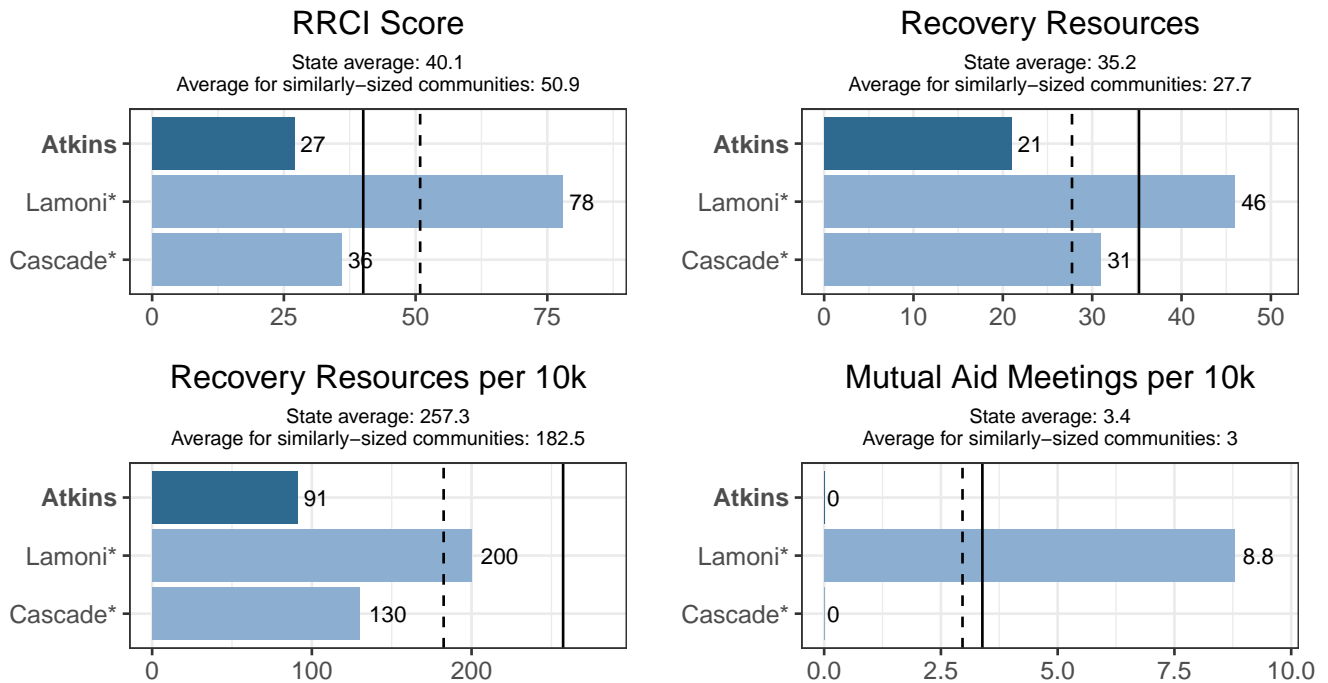 RRCI Score
State average: 40.1
Average for similarly−sized communities: 50.9
Atkins
27
Lamoni*
78
Cascade*
36
0 25 50 75
Recovery Resources
State average: 35.2
Average for similarly−sized communities: 27.7
Atkins
21
Lamoni*
46
Cascade*
31
0 10 20 30 40 50
Recovery Resources per 10k
State average: 257.3
Average for similarly−sized communities: 182.5
Atkins
91
Lamoni*
200
Cascade*
130
0 100 200
Mutual Aid Meetings per 10k
State average: 3.4
Average for similarly−sized communities: 3
Atkins
0
Lamoni*
8.8
Cascade*
0
0.0 2.5 5.0 7.5 10.0